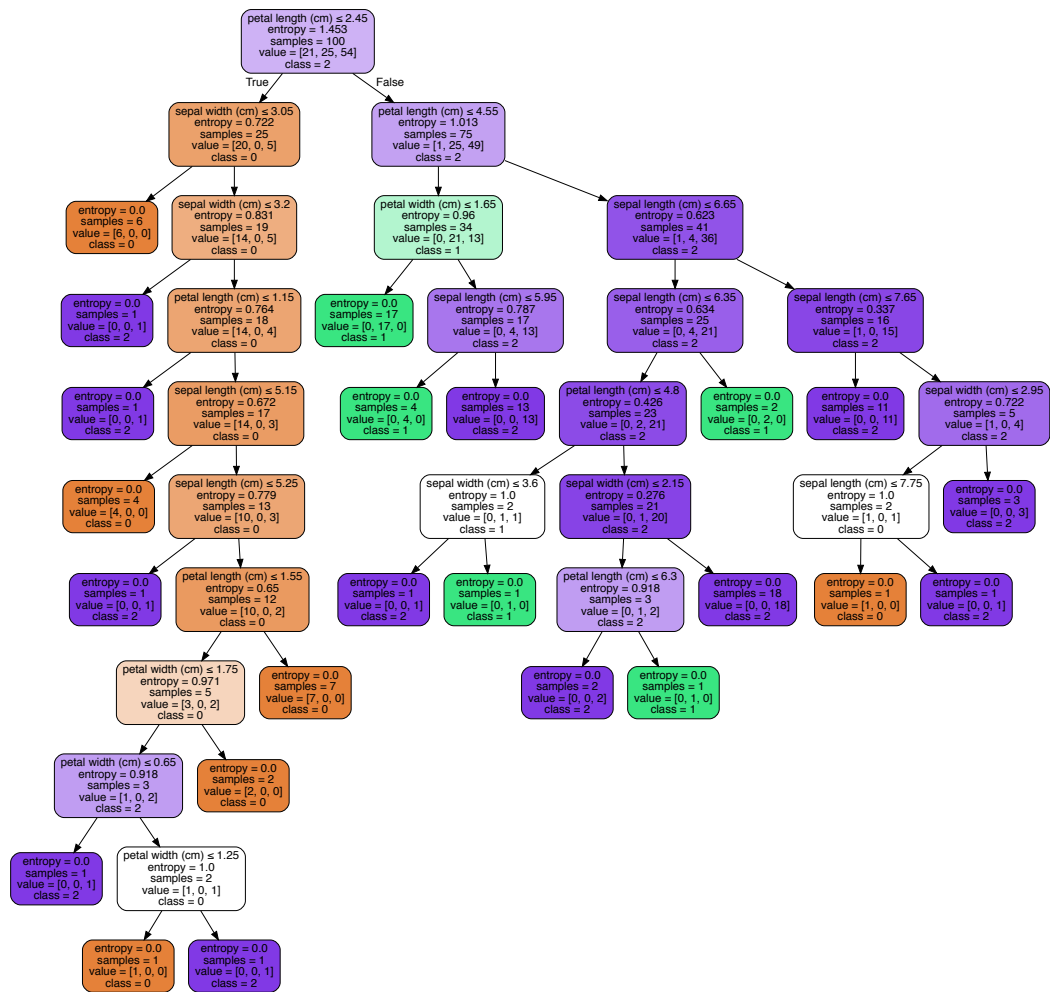 petal length (cm) ≤ 2.45
entropy = 1.453
samples = 100
value = [21, 25, 54]
class = 2
True
False
sepal width (cm) ≤ 3.05
entropy = 0.722
samples = 25
value = [20, 0, 5]
class = 0
petal length (cm) ≤ 4.55
entropy = 1.013
samples = 75
value = [1, 25, 49]
class = 2
entropy = 0.0
samples = 6
value = [6, 0, 0]
class = 0
sepal width (cm) ≤ 3.2
entropy = 0.831
samples = 19
value = [14, 0, 5]
class = 0
petal width (cm) ≤ 1.65
entropy = 0.96
samples = 34
value = [0, 21, 13]
class = 1
sepal length (cm) ≤ 6.65
entropy = 0.623
samples = 41
value = [1, 4, 36]
class = 2
entropy = 0.0
samples = 1
value = [0, 0, 1]
class = 2
petal length (cm) ≤ 1.15
entropy = 0.764
samples = 18
value = [14, 0, 4]
class = 0
entropy = 0.0
samples = 17
value = [0, 17, 0]
class = 1
sepal length (cm) ≤ 5.95
entropy = 0.787
samples = 17
value = [0, 4, 13]
class = 2
sepal length (cm) ≤ 6.35
entropy = 0.634
samples = 25
value = [0, 4, 21]
class = 2
sepal length (cm) ≤ 7.65
entropy = 0.337
samples = 16
value = [1, 0, 15]
class = 2
entropy = 0.0
samples = 1
value = [0, 0, 1]
class = 2
sepal length (cm) ≤ 5.15
entropy = 0.672
samples = 17
value = [14, 0, 3]
class = 0
entropy = 0.0
samples = 4
value = [0, 4, 0]
class = 1
entropy = 0.0
samples = 13
value = [0, 0, 13]
class = 2
petal length (cm) ≤ 4.8
entropy = 0.426
samples = 23
value = [0, 2, 21]
class = 2
entropy = 0.0
samples = 2
value = [0, 2, 0]
class = 1
entropy = 0.0
samples = 11
value = [0, 0, 11]
class = 2
sepal width (cm) ≤ 2.95
entropy = 0.722
samples = 5
value = [1, 0, 4]
class = 2
entropy = 0.0
samples = 4
value = [4, 0, 0]
class = 0
sepal length (cm) ≤ 5.25
entropy = 0.779
samples = 13
value = [10, 0, 3]
class = 0
sepal width (cm) ≤ 3.6
entropy = 1.0
samples = 2
value = [0, 1, 1]
class = 1
sepal width (cm) ≤ 2.15
entropy = 0.276
samples = 21
value = [0, 1, 20]
class = 2
sepal length (cm) ≤ 7.75
entropy = 1.0
samples = 2
value = [1, 0, 1]
class = 0
entropy = 0.0
samples = 3
value = [0, 0, 3]
class = 2
entropy = 0.0
samples = 1
value = [0, 0, 1]
class = 2
petal length (cm) ≤ 1.55
entropy = 0.65
samples = 12
value = [10, 0, 2]
class = 0
entropy = 0.0
samples = 1
value = [0, 0, 1]
class = 2
entropy = 0.0
samples = 1
value = [0, 1, 0]
class = 1
petal length (cm) ≤ 6.3
entropy = 0.918
samples = 3
value = [0, 1, 2]
class = 2
entropy = 0.0
samples = 18
value = [0, 0, 18]
class = 2
entropy = 0.0
samples = 1
value = [1, 0, 0]
class = 0
entropy = 0.0
samples = 1
value = [0, 0, 1]
class = 2
petal width (cm) ≤ 1.75
entropy = 0.971
samples = 5
value = [3, 0, 2]
class = 0
entropy = 0.0
samples = 7
value = [7, 0, 0]
class = 0
entropy = 0.0
samples = 2
value = [0, 0, 2]
class = 2
entropy = 0.0
samples = 1
value = [0, 1, 0]
class = 1
petal width (cm) ≤ 0.65
entropy = 0.918
samples = 3
value = [1, 0, 2]
class = 2
entropy = 0.0
samples = 2
value = [2, 0, 0]
class = 0
entropy = 0.0
samples = 1
value = [0, 0, 1]
class = 2
petal width (cm) ≤ 1.25
entropy = 1.0
samples = 2
value = [1, 0, 1]
class = 0
entropy = 0.0
samples = 1
value = [1, 0, 0]
class = 0
entropy = 0.0
samples = 1
value = [0, 0, 1]
class = 2